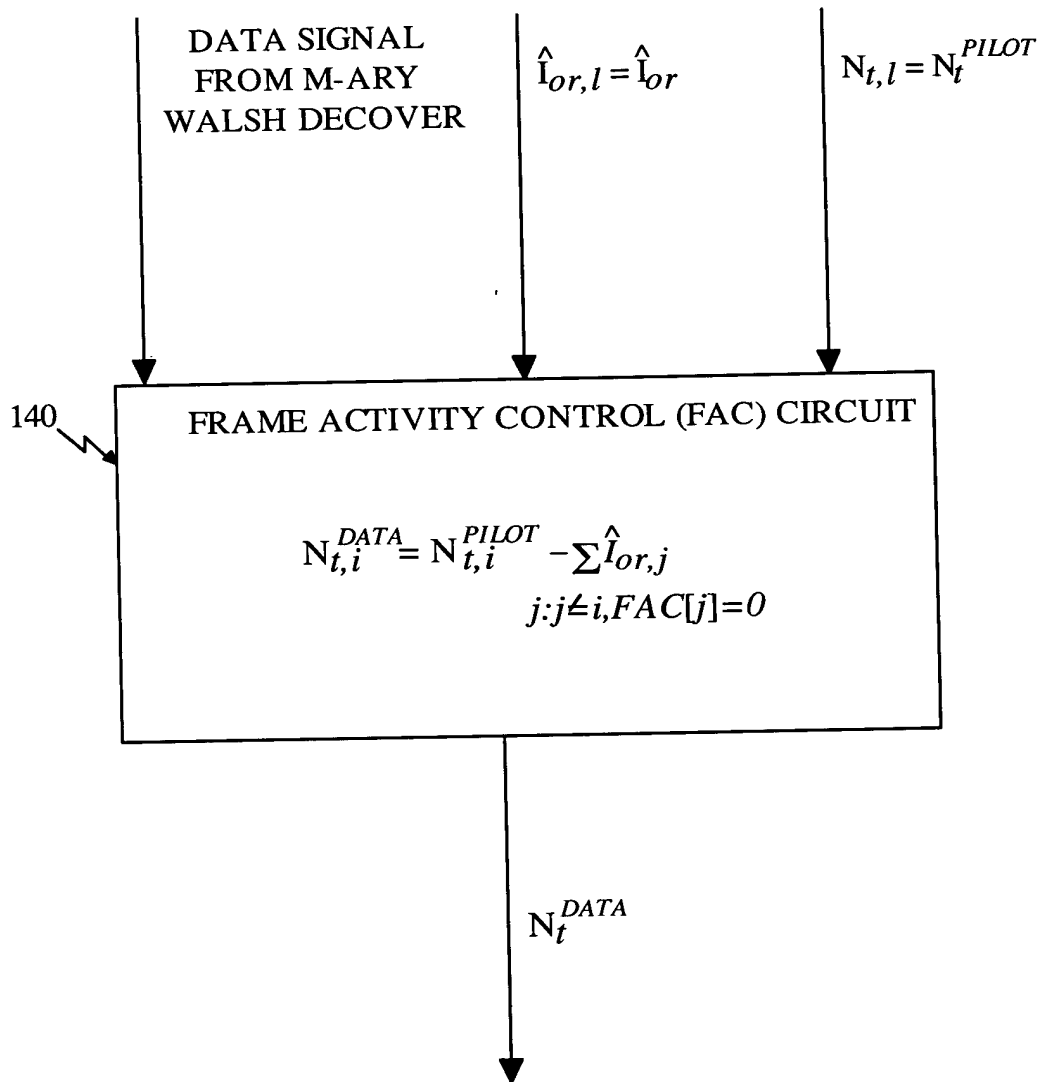 DATA SIGNAL
FROM M-ARY
WALSH DECOVER
Î_{or,l} = Î_{or}
N_{t,l} = N_t^{PILOT}
140
FRAME ACTIVITY CONTROL (FAC) CIRCUIT
N_{t,i}^{DATA} = N_{t,i}^{PILOT} - ∑ Î_{or,j}
j:j≠i,FAC[j]=0
N_t^{DATA}